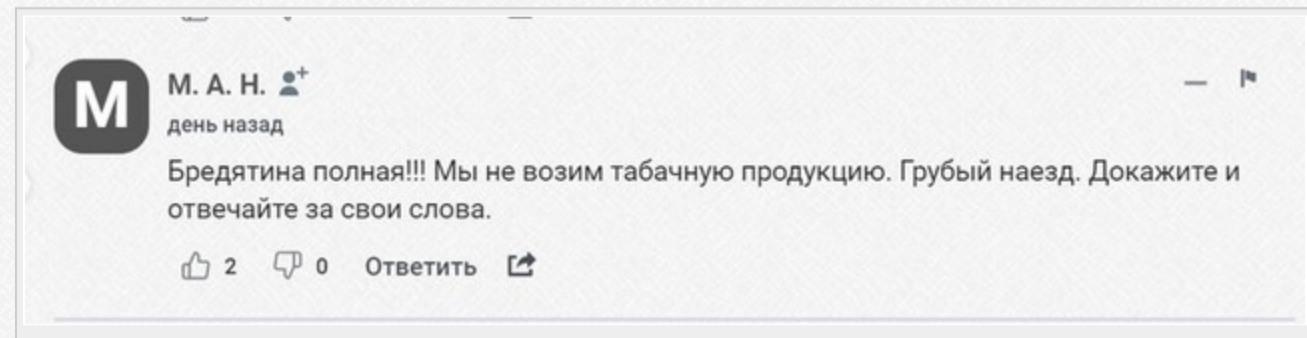 М
М. А. Н.
день назад
Бредятина полная!!! Мы не возим табачную продукцию. Грубый наезд. Докажите и
отвечайте за свои слова.
2 0 Ответить